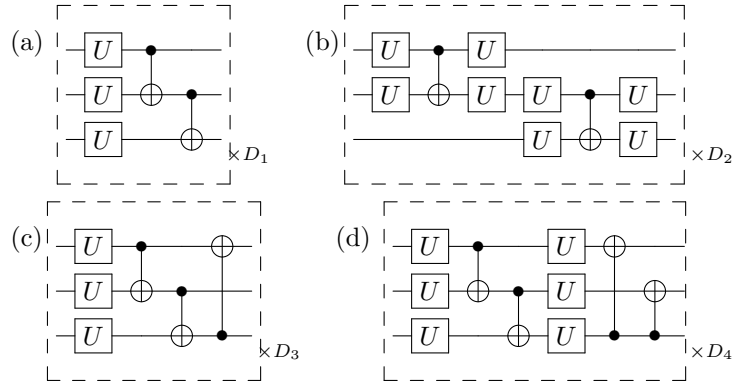 (a) U U U ×D₁
(b) U U U U U U U U ×D₂
(c) U U U ×D₃
(d) U U U U U U ×D₄